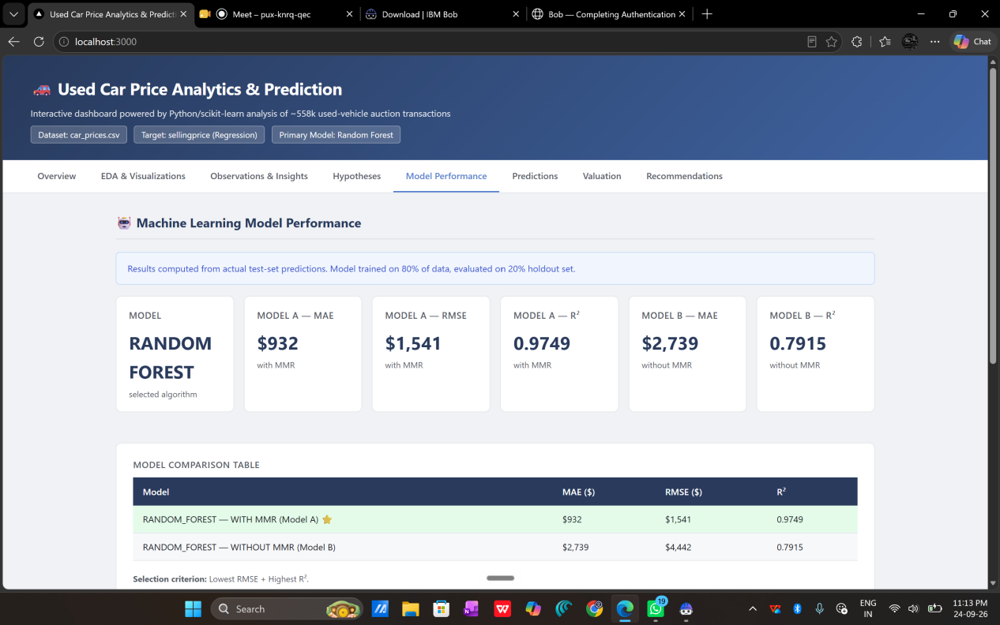 Used Car Price Analytics & Predicti
Meet – pux-knrq-qec
Download | IBM Bob
Bob — Completing Authentication
localhost:3000
Chat
Used Car Price Analytics & Prediction
Interactive dashboard powered by Python/scikit-learn analysis of ~558k used-vehicle auction transactions
Dataset: car_prices.csv
Target: sellingprice (Regression)
Primary Model: Random Forest
Overview
EDA & Visualizations
Observations & Insights
Hypotheses
Model Performance
Predictions
Valuation
Recommendations
Machine Learning Model Performance
Results computed from actual test-set predictions. Model trained on 80% of data, evaluated on 20% holdout set.
MODEL
RANDOM
FOREST
selected algorithm
MODEL A — MAE
$932
with MMR
MODEL A — RMSE
$1,541
with MMR
MODEL A — R²
0.9749
with MMR
MODEL B — MAE
$2,739
without MMR
MODEL B — R²
0.7915
without MMR
MODEL COMPARISON TABLE
Model MAE ($) RMSE ($) R²
RANDOM_FOREST — WITH MMR (Model A) ⭐ $932 $1,541 0.9749
RANDOM_FOREST — WITHOUT MMR (Model B) $2,739 $4,442 0.7915
Selection criterion: Lowest RMSE + Highest R².
Search
19
ENG
IN
11:13 PM
24-09-26